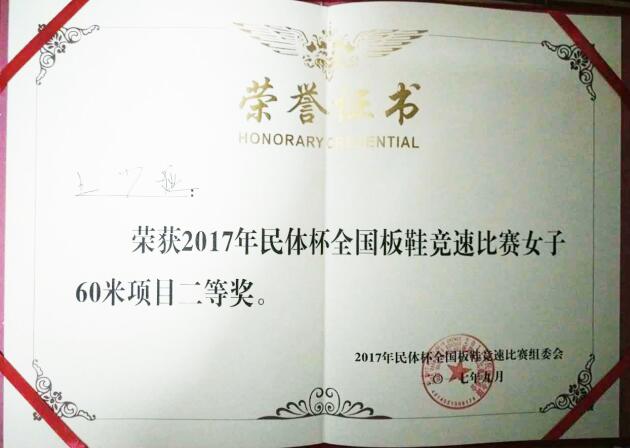 荣誉证书
HONORARY CREDENTIAL
荣获2017年民体杯全国板鞋竞速比赛女子
60米项目二等奖。
2017年民体杯全国板鞋竞速比赛组委会
二〇一七年九月